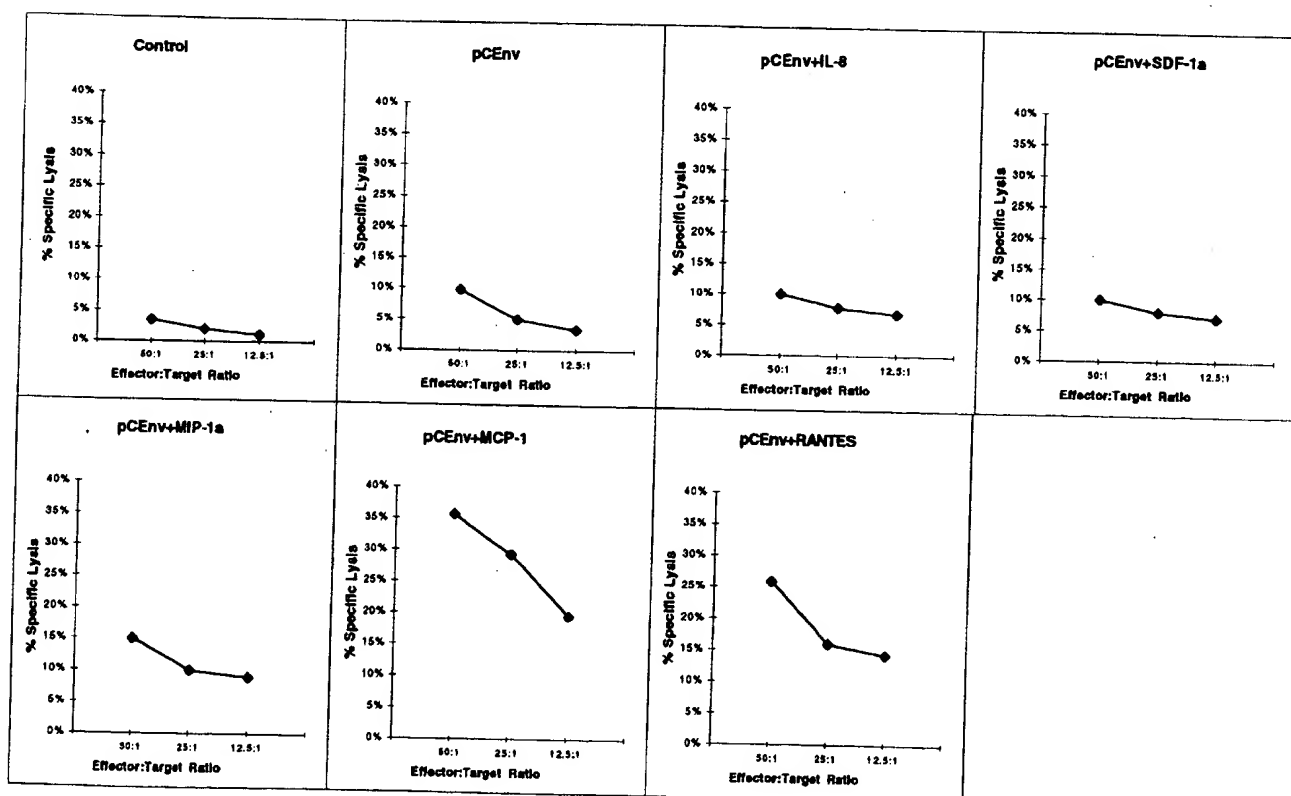 Control
% Specific Lysis
40%
35%
30%
25%
20%
15%
10%
5%
0%
50:1 25:1 12.5:1
Effector:Target Ratio
pCEnv
% Specific Lysis
40%
35%
30%
25%
20%
15%
10%
5%
0%
50:1 25:1 12.5:1
Effector:Target Ratio
pCEnv+IL-8
% Specific Lysis
40%
35%
30%
25%
20%
15%
10%
5%
0%
50:1 25:1 12.5:1
Effector:Target Ratio
pCEnv+SDF-1a
% Specific Lysis
40%
35%
30%
25%
20%
15%
10%
5%
0%
50:1 25:1 12.5:1
Effector:Target Ratio
pCEnv+MIP-1a
% Specific Lysis
40%
35%
30%
25%
20%
15%
10%
5%
0%
50:1 25:1 12.5:1
Effector:Target Ratio
pCEnv+MCP-1
% Specific Lysis
40%
35%
30%
25%
20%
15%
10%
5%
0%
50:1 25:1 12.5:1
Effector:Target Ratio
pCEnv+RANTES
% Specific Lysis
40%
35%
30%
25%
20%
15%
10%
5%
0%
50:1 25:1 12.5:1
Effector:Target Ratio